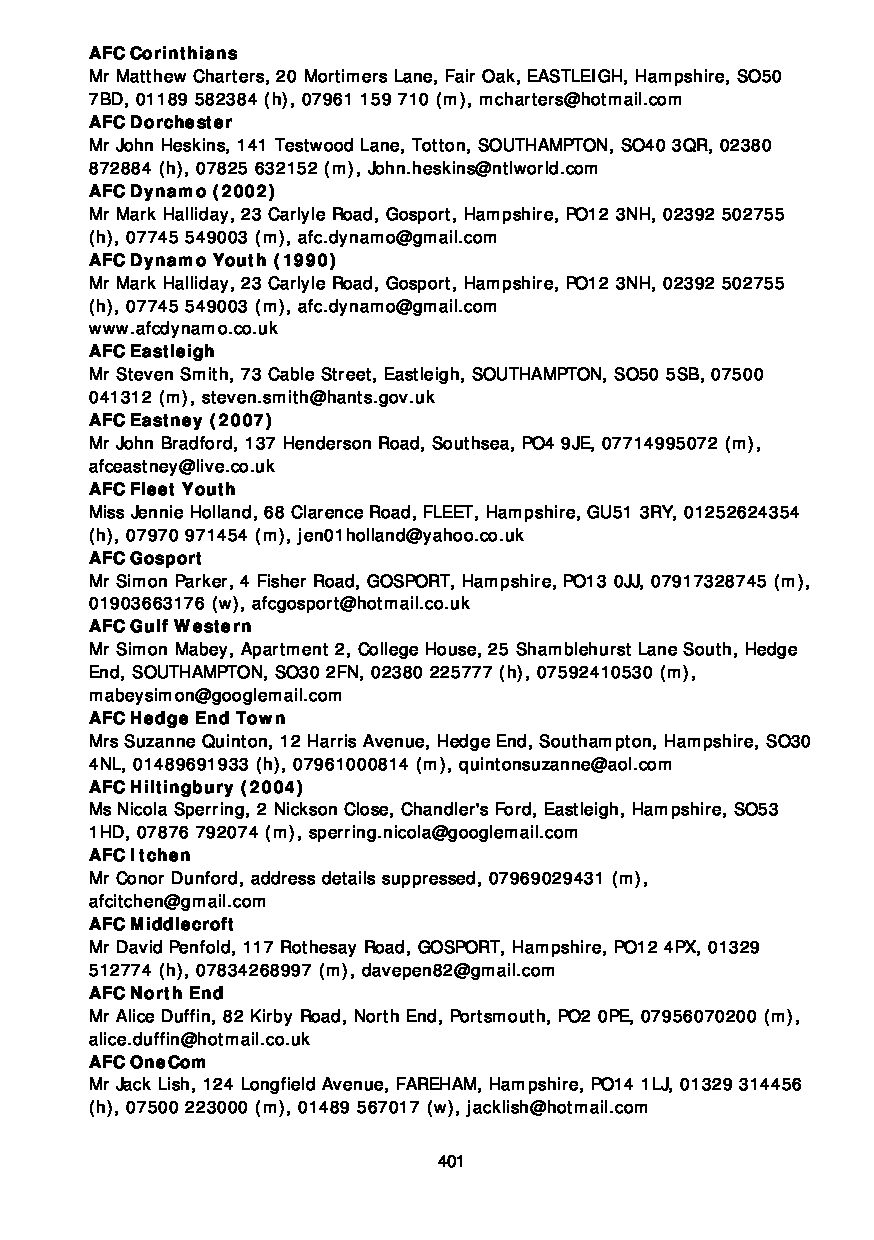 AFC Corinthians
Mr Matthew Charters, 20 Mortimers Lane, Fair Oak, EASTLEIGH, Hampshire, SO50
7BD, 01189 582384 (h), 07961 159 710 (m), mcharters@hotmail.com
AFC Dorchester
Mr John Heskins, 141 Testwood Lane, Totton, SOUTHAMPTON, SO40 3QR, 02380
872884 (h), 07825 632152 (m), John.heskins@ntlworld.com
AFC Dynamo (2002)
Mr Mark Halliday, 23 Carlyle Road, Gosport, Hampshire, PO12 3NH, 02392 502755
(h), 07745 549003 (m), afc.dynamo@gmail.com
AFC Dynamo Youth (1990)
Mr Mark Halliday, 23 Carlyle Road, Gosport, Hampshire, PO12 3NH, 02392 502755
(h), 07745 549003 (m), afc.dynamo@gmail.com
www.afcdynamo.co.uk
AFC Eastleigh
Mr Steven Smith, 73 Cable Street, Eastleigh, SOUTHAMPTON, SO50 5SB, 07500
041312 (m), steven.smith@hants.gov.uk
AFC Eastney (2007)
Mr John Bradford, 137 Henderson Road, Southsea, PO4 9JE, 07714995072 (m),
afceastney@live.co.uk
AFC Fleet Youth
Miss Jennie Holland, 68 Clarence Road, FLEET, Hampshire, GU51 3RY, 01252624354
(h), 07970 971454 (m), jen01holland@yahoo.co.uk
AFC Gosport
Mr Simon Parker, 4 Fisher Road, GOSPORT, Hampshire, PO13 0JJ, 07917328745 (m),
01903663176 (w), afcgosport@hotmail.co.uk
AFC Gulf Western
Mr Simon Mabey, Apartment 2, College House, 25 Shamblehurst Lane South, Hedge
End, SOUTHAMPTON, SO30 2FN, 02380 225777 (h), 07592410530 (m),
mabeysimon@googlemail.com
AFC Hedge End Town
Mrs Suzanne Quinton, 12 Harris Avenue, Hedge End, Southampton, Hampshire, SO30
4NL, 01489691933 (h), 07961000814 (m), quintonsuzanne@aol.com
AFC Hiltingbury (2004)
Ms Nicola Sperring, 2 Nickson Close, Chandler's Ford, Eastleigh, Hampshire, SO53
1HD, 07876 792074 (m), sperring.nicola@googlemail.com
AFC Itchen
Mr Conor Dunford, address details suppressed, 07969029431 (m),
afcitchen@gmail.com
AFC Middlecroft
Mr David Penfold, 117 Rothesay Road, GOSPORT, Hampshire, PO12 4PX, 01329
512774 (h), 07834268997 (m), davepen82@gmail.com
AFC North End
Mr Alice Duffin, 82 Kirby Road, North End, Portsmouth, PO2 0PE, 07956070200 (m),
alice.duffin@hotmail.co.uk
AFC OneCom
Mr Jack Lish, 124 Longfield Avenue, FAREHAM, Hampshire, PO14 1LJ, 01329 314456
(h), 07500 223000 (m), 01489 567017 (w), jacklish@hotmail.com
401